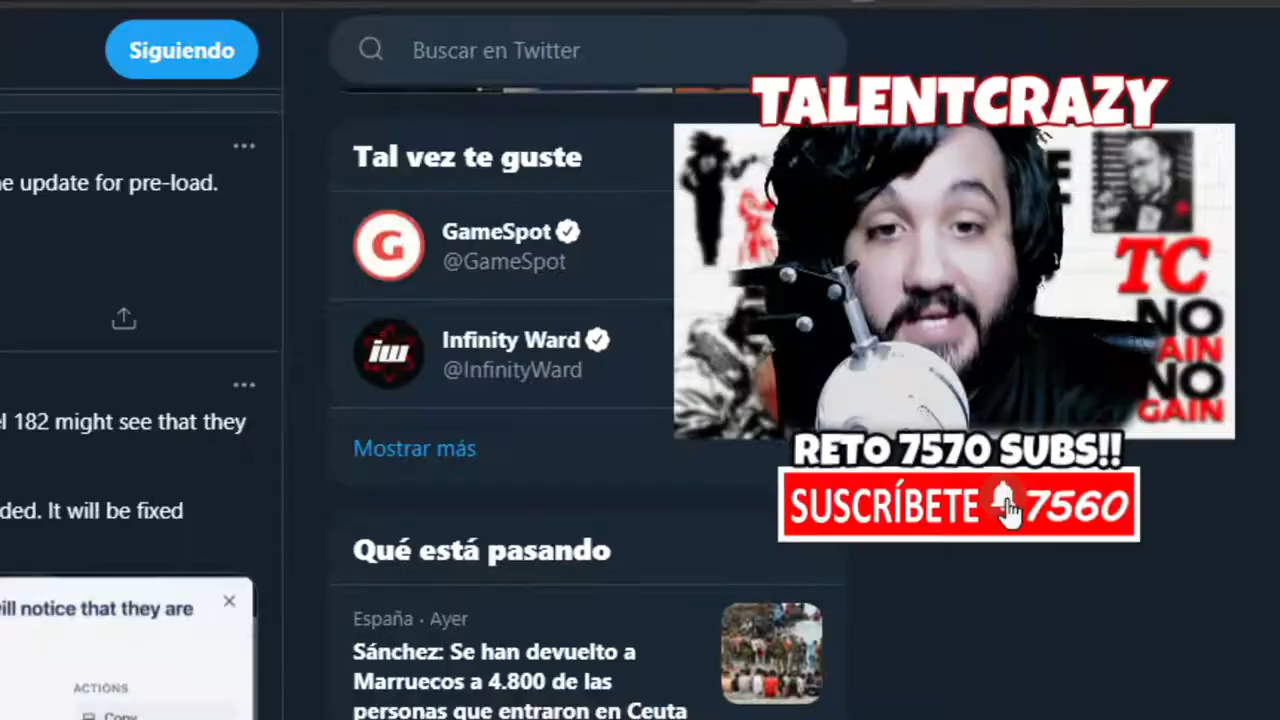 Siguiendo
Buscar en Twitter
e update for pre-load.
l 182 might see that they
ded. It will be fixed
ill notice that they are
ACTIONS
Copy
Tal vez te guste
GameSpot
@GameSpot
Infinity Ward
@InfinityWard
Mostrar más
Qué está pasando
España · Ayer
Sánchez: Se han devuelto a
Marruecos a 4.800 de las
personas que entraron en Ceuta
TALENTCRAZY
TC
NO
AIN
NO
GAIN
RETO 7570 SUBS!!
SUSCRÍBETE 7560
G
iw